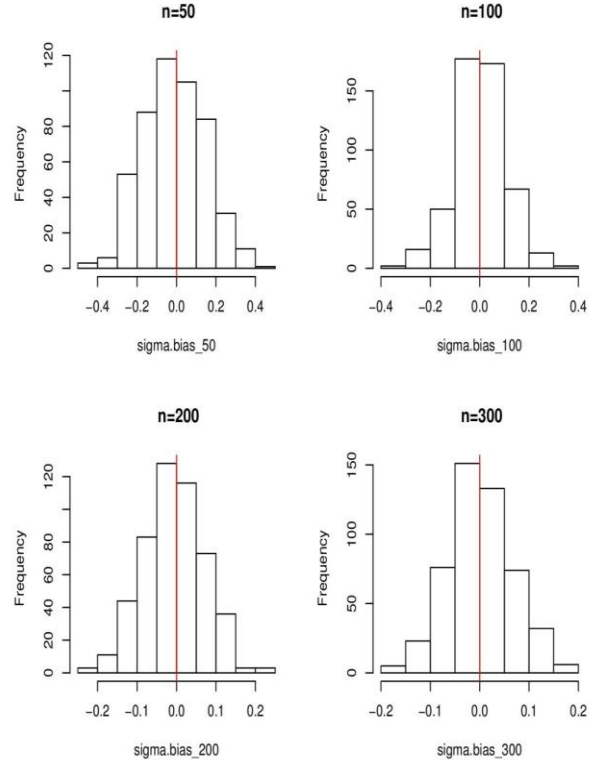 n=50
Frequency
0 20 40 60 80 120
−0.4 −0.2 0.0 0.2 0.4
sigma.bias_50
n=100
Frequency
0 50 100 150
−0.4 −0.2 0.0 0.2 0.4
sigma.bias_100
n=200
Frequency
0 20 40 60 80 120
−0.2 −0.1 0.0 0.1 0.2
sigma.bias_200
n=300
Frequency
0 50 100 150
−0.2 −0.1 0.0 0.1 0.2
sigma.bias_300